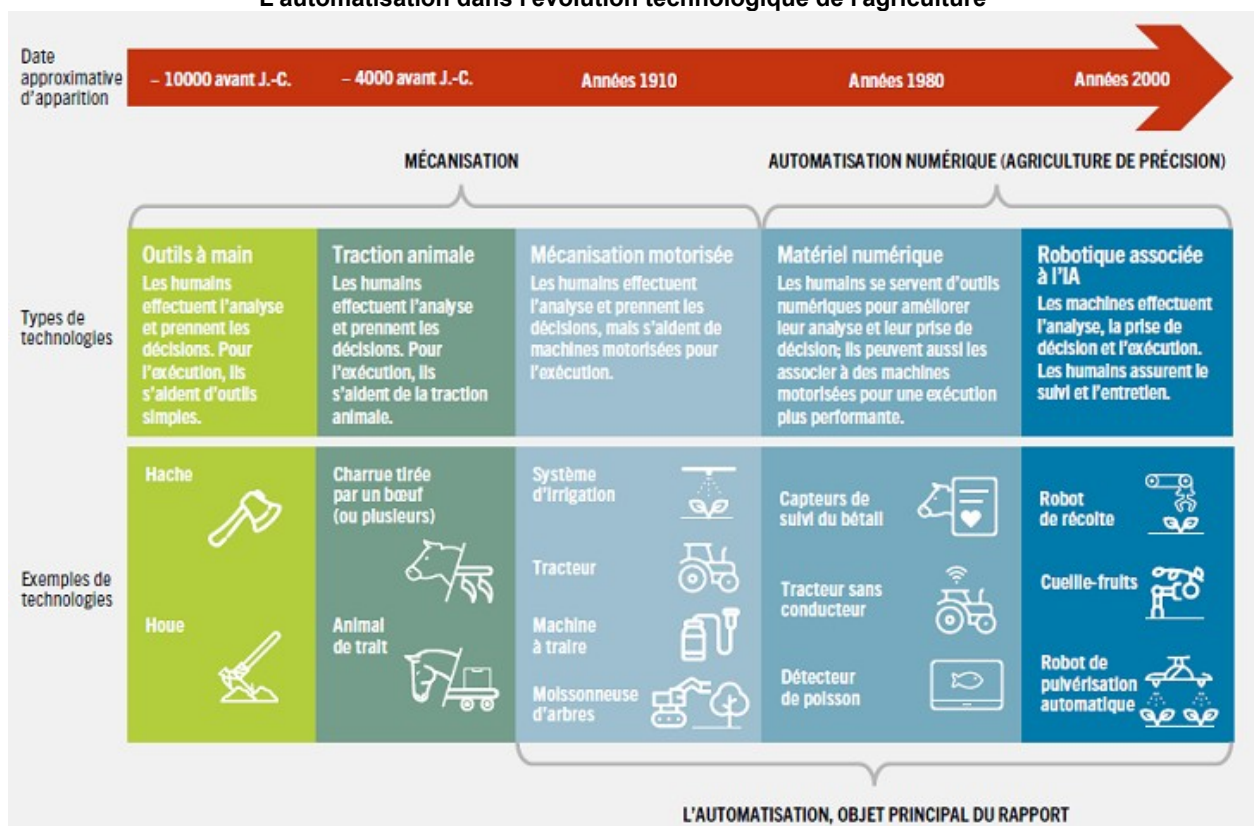 L'automatisation dans l'évolution technologique de l'agriculture
Date
approximative
d'apparition
– 10000 avant J.-C.
– 4000 avant J.-C.
Années 1910
Années 1980
Années 2000
MÉCANISATION
AUTOMATISATION NUMÉRIQUE (AGRICULTURE DE PRÉCISION)
Types de
technologies
Outils à main
Les humains
effectuent l'analyse
et prennent les
décisions. Pour
l'exécution, ils
s'aident d'outils
simples.
Traction animale
Les humains
effectuent l'analyse
et prennent les
décisions. Pour
l'exécution, ils
s'aident de la traction
animale.
Mécanisation motorisée
Les humains effectuent
l'analyse et prennent les
décisions, mais s'aident de
machines motorisées pour
l'exécution.
Matériel numérique
Les humains se servent d'outils
numériques pour améliorer
leur analyse et leur prise de
décision; ils peuvent aussi les
associer à des machines
motorisées pour une exécution
plus performante.
Robotique associée
à l'IA
Les machines effectuent
l'analyse, la prise de
décision et l'exécution.
Les humains assurent le
suivi et l'entretien.
Exemples de
technologies
Hache
Houe
Charrue tirée
par un bœuf
(ou plusieurs)
Animal
de trait
Système
d'irrigation
Tracteur
Machine
à traire
Moissonneuse
d'arbres
Capteurs de
suivi du bétail
Tracteur sans
conducteur
Détecteur
de poisson
Robot
de récolte
Cueille-fruits
Robot de
pulvérisation
automatique
L'AUTOMATISATION, OBJET PRINCIPAL DU RAPPORT